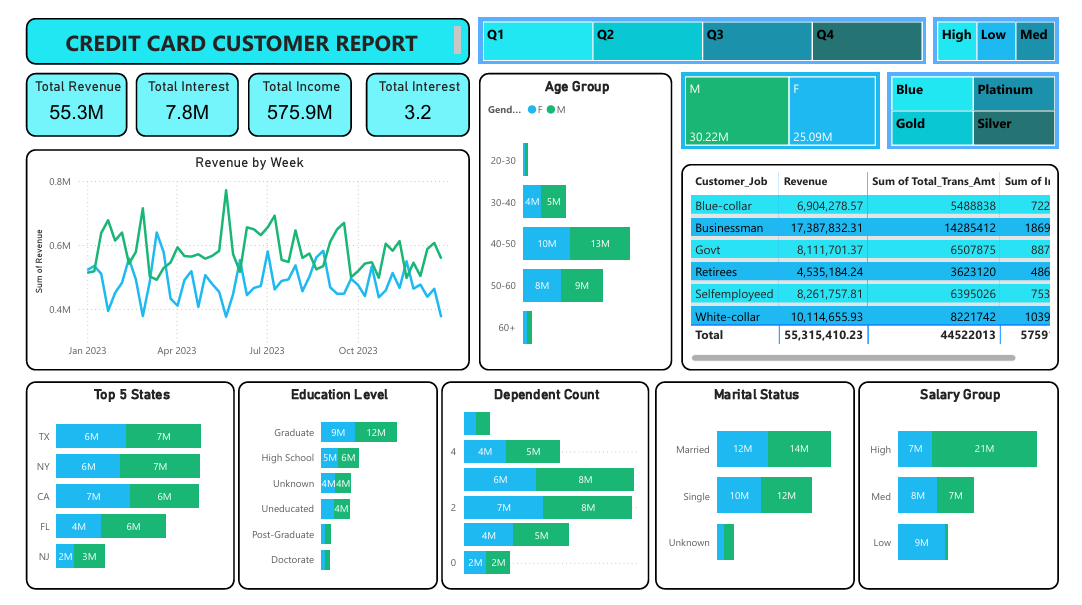 CREDIT CARD CUSTOMER REPORT
Q1 Q2 Q3 Q4
High Low Med
Total Revenue
55.3M
Total Interest
7.8M
Total Income
575.9M
Total Interest
3.2
Age Group
Gend... F M
20-30
30-40 4M 5M
40-50 10M 13M
50-60 8M 9M
60+
M
30.22M
F
25.09M
Blue Platinum
Gold Silver
Revenue by Week
Sum of Revenue
0.8M
0.6M
0.4M
Jan 2023 Apr 2023 Jul 2023 Oct 2023
Customer_Job Revenue Sum of Total_Trans_Amt Sum of I
Blue-collar 6,904,278.57 5488838 722
Businessman 17,387,832.31 14285412 1869
Govt 8,111,701.37 6507875 887
Retirees 4,535,184.24 3623120 486
Selfemployeed 8,261,757.81 6395026 753
White-collar 10,114,655.93 8221742 1039
Total 55,315,410.23 44522013 5759
Top 5 States
TX 6M 7M
NY 6M 7M
CA 7M 6M
FL 4M 6M
NJ 2M 3M
Education Level
Graduate 9M 12M
High School 5M 6M
Unknown 4M 4M
Uneducated 4M
Post-Graduate
Doctorate
Dependent Count
4 4M 5M
6M 8M
2 7M 8M
4M 5M
0 2M 2M
Marital Status
Married 12M 14M
Single 10M 12M
Unknown
Salary Group
High 7M 21M
Med 8M 7M
Low 9M